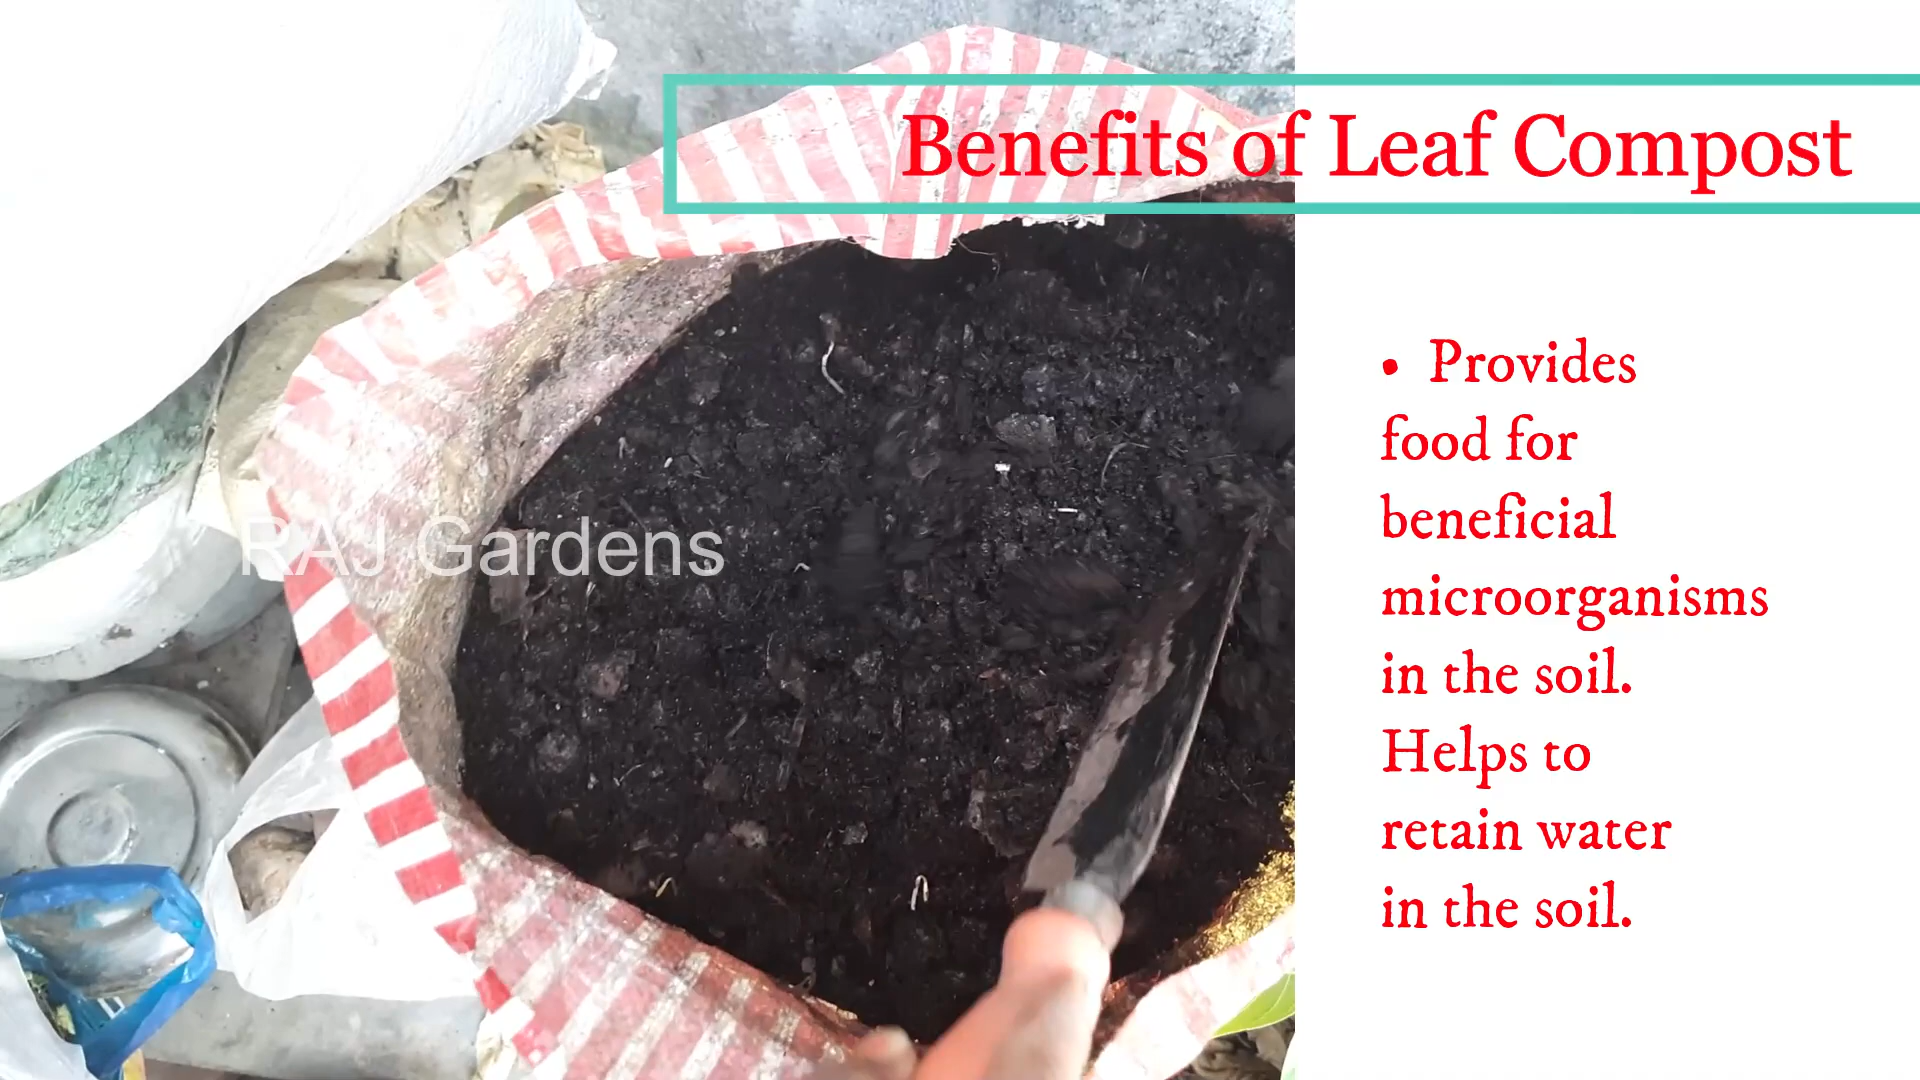 Benefits of Leaf Compost
• Provides
food for
beneficial
microorganisms
in the soil.
Helps to
retain water
in the soil.
RAJ Gardens